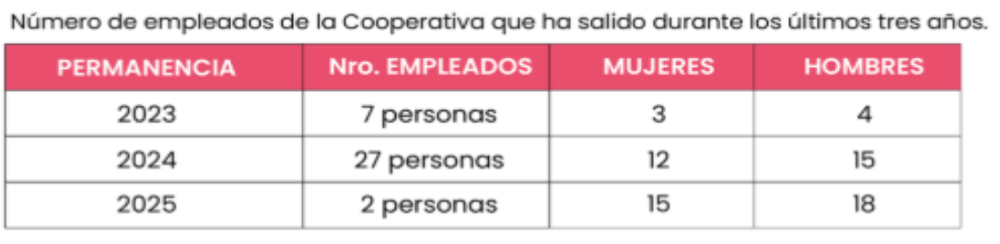 Número de empleados de la Cooperativa que ha salido durante los últimos tres años.
PERMANENCIA Nro. EMPLEADOS MUJERES HOMBRES
2023 7 personas 3 4
2024 27 personas 12 15
2025 2 personas 15 18